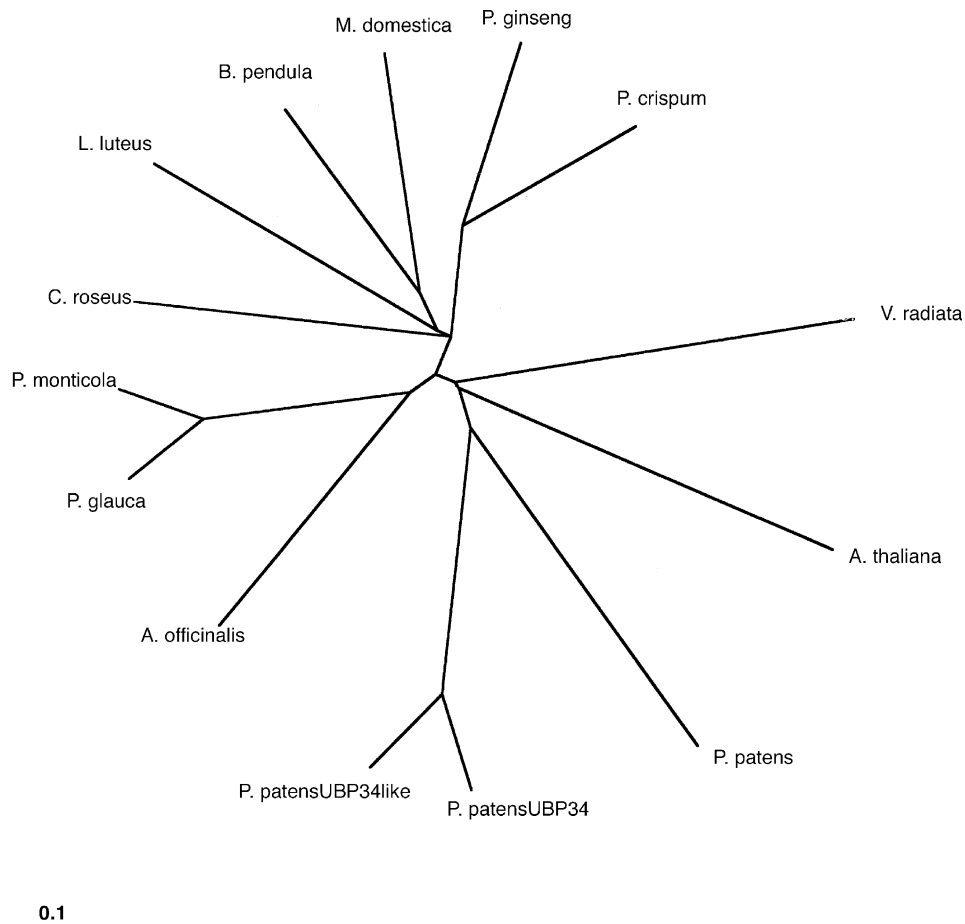 P. ginseng
M. domestica
B. pendula
P. crispum
L. luteus
C. roseus
V. radiata
P. monticola
P. glauca
A. thaliana
A. officinalis
P. patens
P. patensUBP34like
P. patensUBP34
0.1